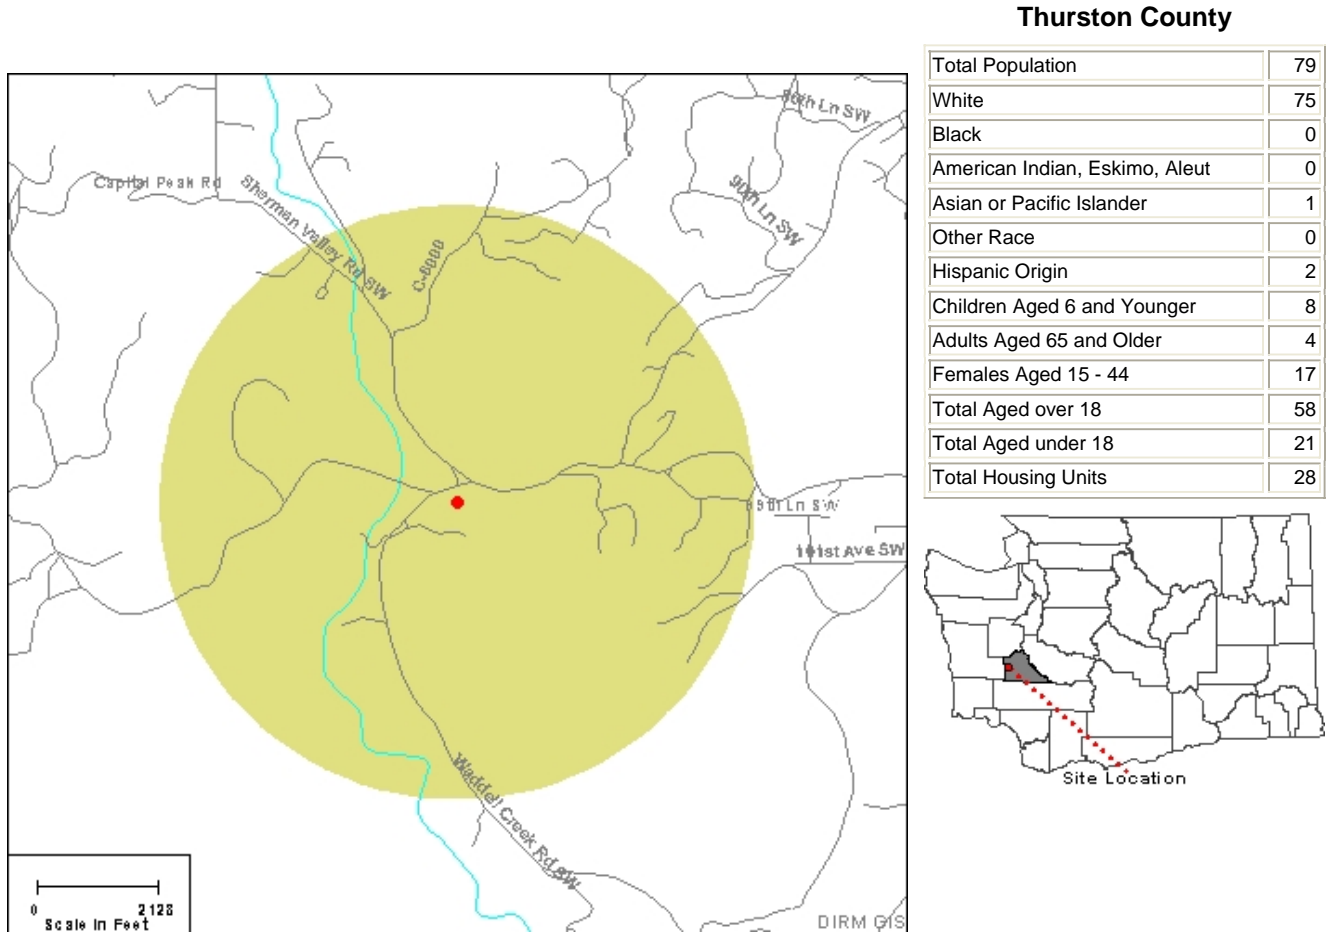 Thurston County
Total Population 79
White 75
Black 0
American Indian, Eskimo, Aleut 0
Asian or Pacific Islander 1
Other Race 0
Hispanic Origin 2
Children Aged 6 and Younger 8
Adults Aged 65 and Older 4
Females Aged 15 - 44 17
Total Aged over 18 58
Total Aged under 18 21
Total Housing Units 28
Ln SW
Capitol Peak Rd
Sherman Valley Rd SW
90th Ln SW
C-6000
Ln SW
101st Ave SW
Waddell Creek Rd SW
0 2128
Scale in Feet
DIRM GIS
Site Location